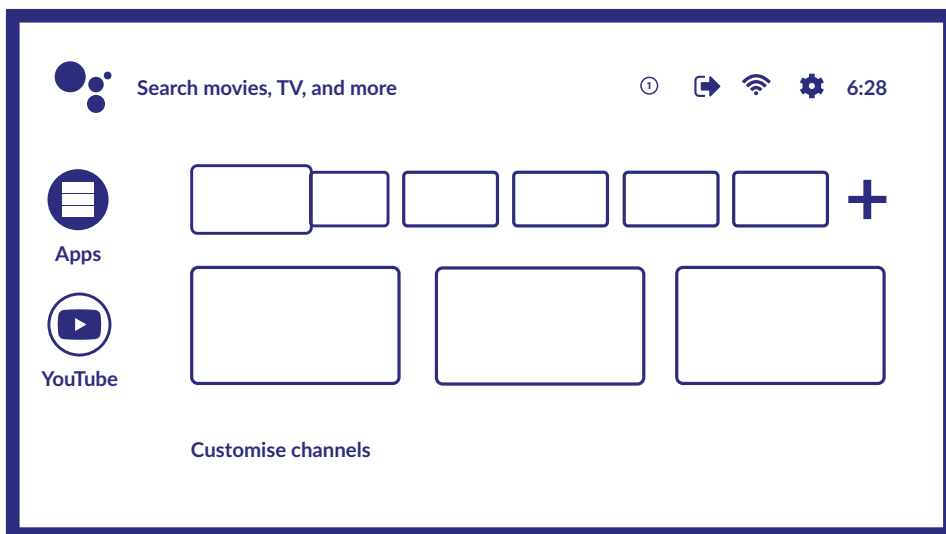 Search movies, TV, and more
1
6:28
Apps
YouTube
Customise channels